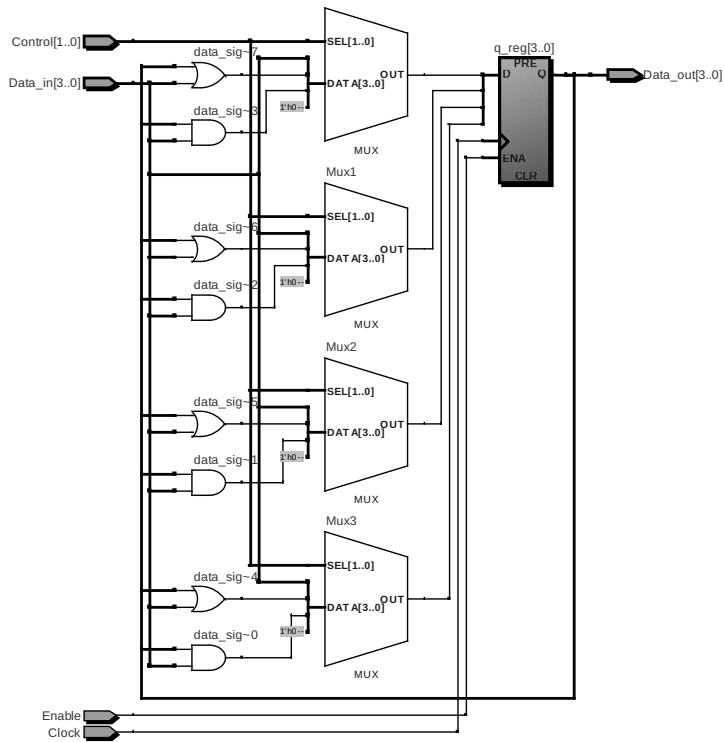 Control[1..0]
Data_in[3..0]
data_sig~7
SEL[1..0]
OUT
DATA[3..0]
data_sig~3
1'h0--
MUX
q_reg[3..0]
PRE
D
Q
ENA
CLR
Data_out[3..0]
Mux1
data_sig~6
SEL[1..0]
OUT
DATA[3..0]
data_sig~2
1'h0--
MUX
Mux2
data_sig~5
SEL[1..0]
OUT
DATA[3..0]
data_sig~1
1'h0--
MUX
Mux3
data_sig~4
SEL[1..0]
OUT
DATA[3..0]
data_sig~0
1'h0--
MUX
Enable
Clock